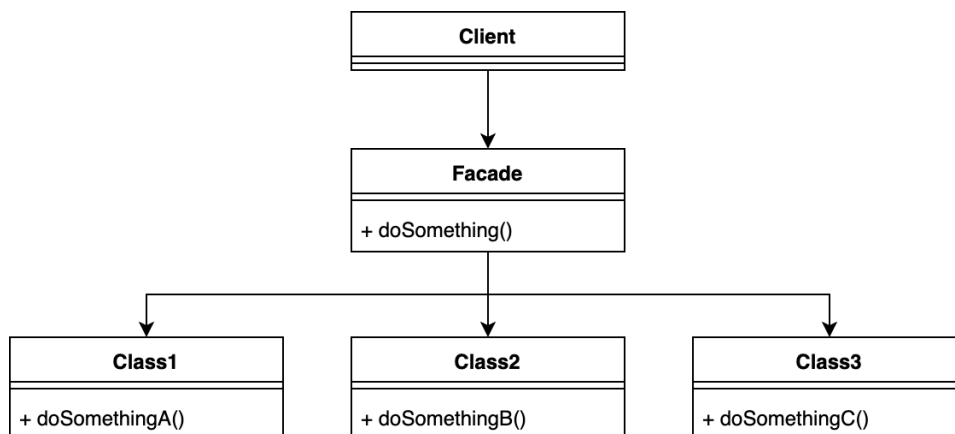 Client
Facade
+ doSomething()
Class1
Class2
Class3
+ doSomethingA()
+ doSomethingB()
+ doSomethingC()